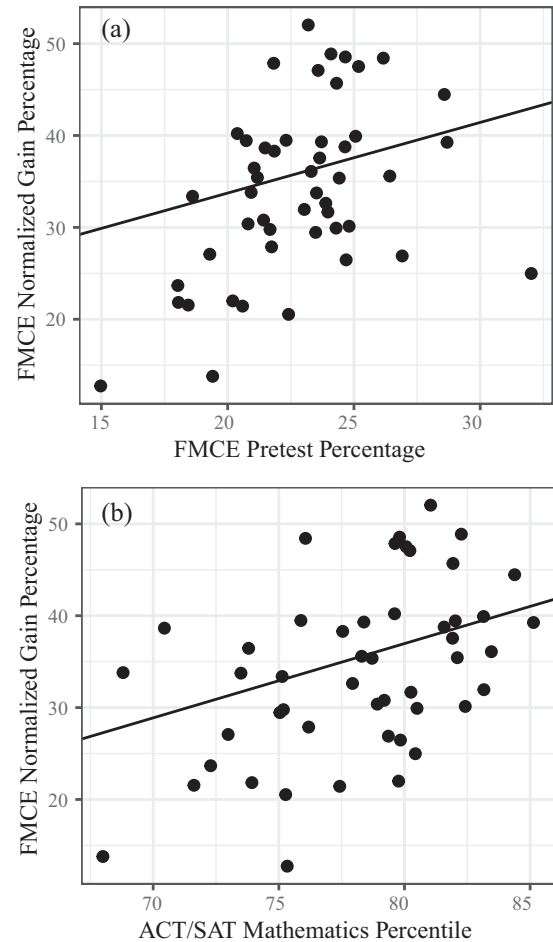 (a)
FMCE Normalized Gain Percentage
50
40
30
20
15 20 25 30
FMCE Pretest Percentage
(b)
FMCE Normalized Gain Percentage
50
40
30
20
70 75 80 85
ACT/SAT Mathematics Percentile